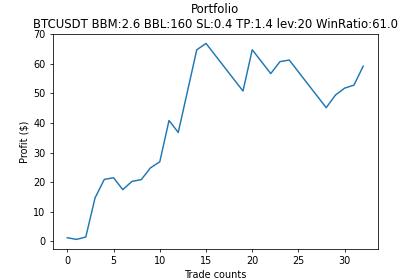 Portfolio
BTCUSDT BBM:2.6 BBL:160 SL:0.4 TP:1.4 lev:20 WinRatio:61.0
70
60
50
40
30
20
10
0
Profit ($)
0 5 10 15 20 25 30
Trade counts